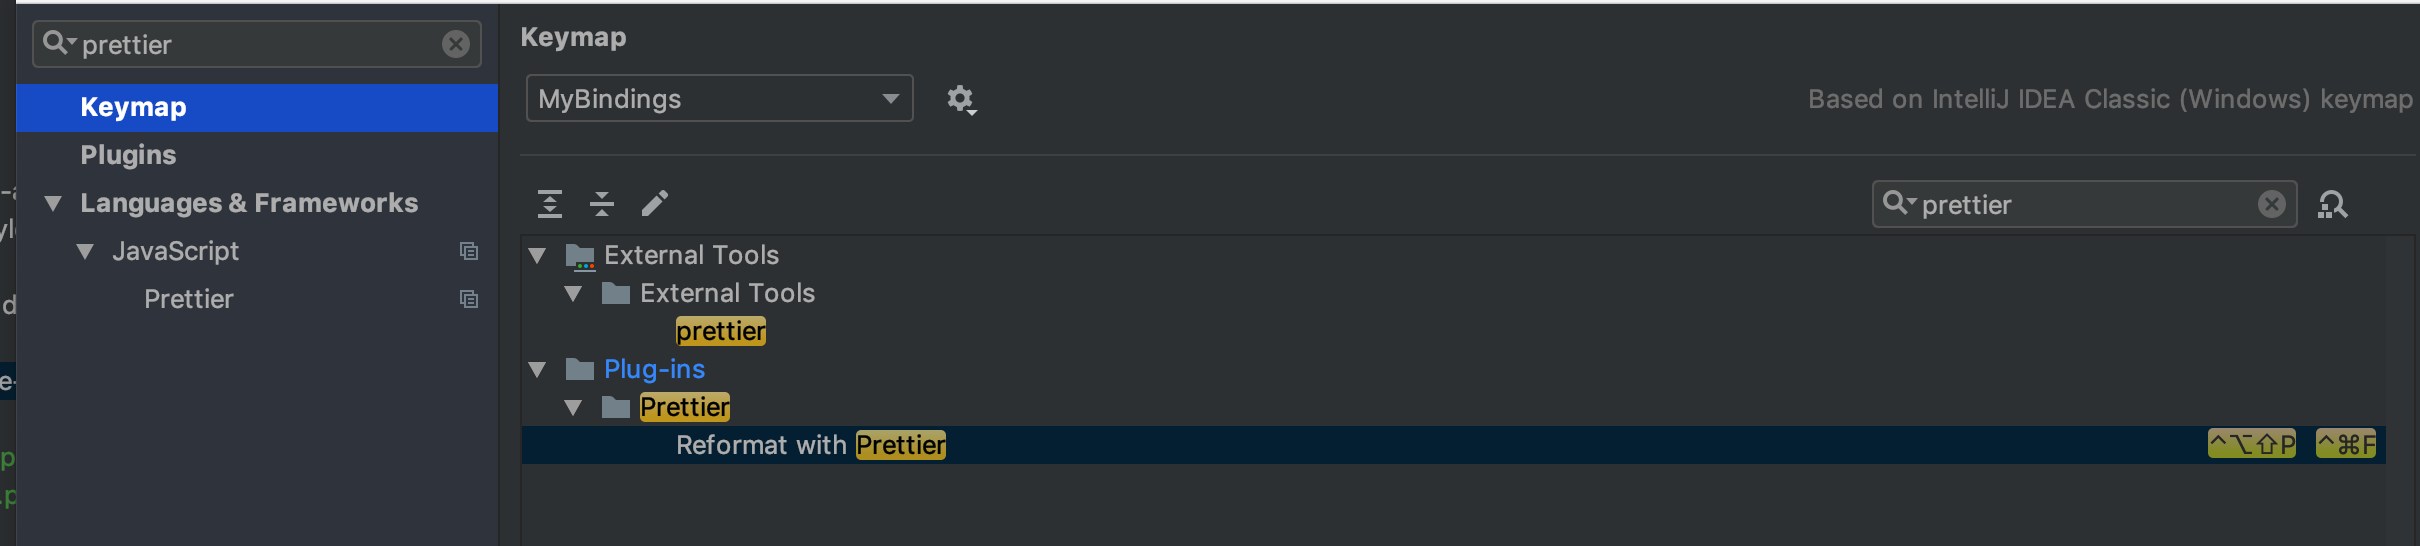 prettier
Keymap
Plugins
Languages & Frameworks
JavaScript
Prettier
Keymap
MyBindings
Based on IntelliJ IDEA Classic (Windows) keymap
prettier
External Tools
External Tools
prettier
Plug-ins
Prettier
Reformat with Prettier ^⌥⇧P ^⌘F